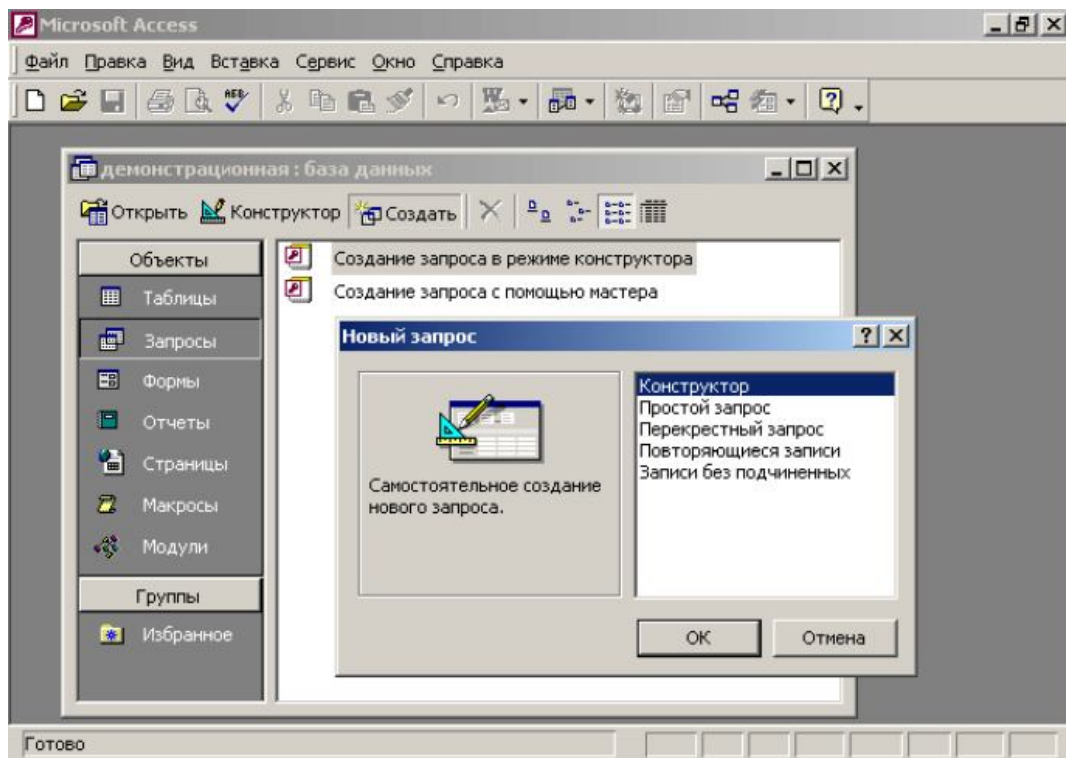 Microsoft Access
Файл Правка Вид Вставка Сервис Окно Справка
демонстрационная : база данных
Открыть Конструктор Создать
Объекты
Таблицы
Запросы
Формы
Отчеты
Страницы
Макросы
Модули
Группы
Избранное
Создание запроса в режиме конструктора
Создание запроса с помощью мастера
Новый запрос
Самостоятельное создание
нового запроса.
Конструктор
Простой запрос
Перекрестный запрос
Повторяющиеся записи
Записи без подчиненных
ОК Отмена
Готово